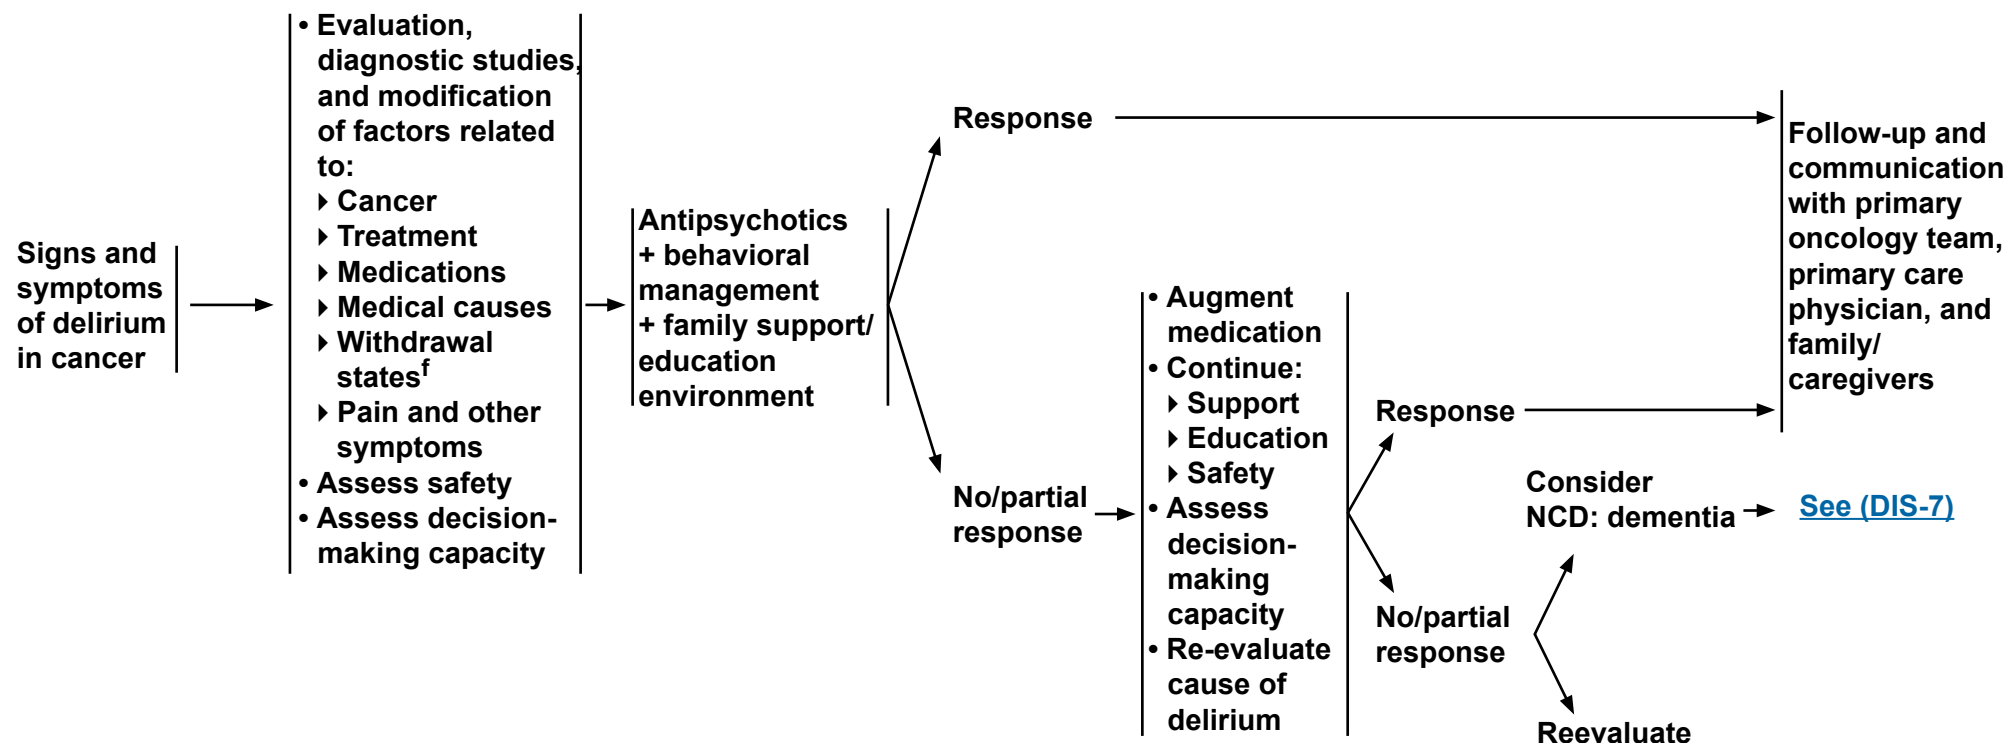 Signs and
symptoms
of delirium
in cancer
• Evaluation,
diagnostic studies,
and modification
of factors related
to:
▸ Cancer
▸ Treatment
▸ Medications
▸ Medical causes
▸ Withdrawal
states^f
▸ Pain and other
symptoms
• Assess safety
• Assess decision-
making capacity
Antipsychotics
+ behavioral
management
+ family support/
education
environment
Response
No/partial
response
• Augment
medication
• Continue:
▸ Support
▸ Education
▸ Safety
• Assess
decision-
making
capacity
• Re-evaluate
cause of
delirium
Response
No/partial
response
Consider
NCD: dementia
See (DIS-7)
Reevaluate
Follow-up and
communication
with primary
oncology team,
primary care
physician, and
family/
caregivers